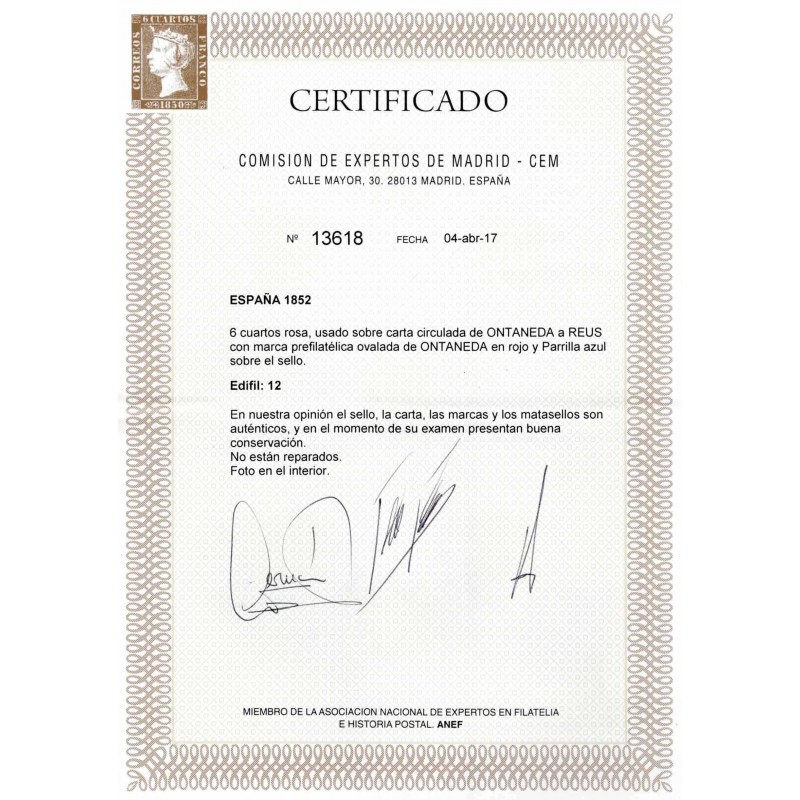 6 CUARTOS
CORREOS
FRANCO
1850
CERTIFICADO
COMISION DE EXPERTOS DE MADRID - CEM
CALLE MAYOR, 30. 28013 MADRID. ESPAÑA
Nº 13618 FECHA 04-abr-17
ESPAÑA 1852
6 cuartos rosa, usado sobre carta circulada de ONTANEDA a REUS
con marca prefilatélica ovalada de ONTANEDA en rojo y Parrilla azul
sobre el sello.
Edifil: 12
En nuestra opinión el sello, la carta, las marcas y los matasellos son
auténticos, y en el momento de su examen presentan buena
conservación.
No están reparados.
Foto en el interior.
MIEMBRO DE LA ASOCIACION NACIONAL DE EXPERTOS EN FILATELIA
E HISTORIA POSTAL. ANEF